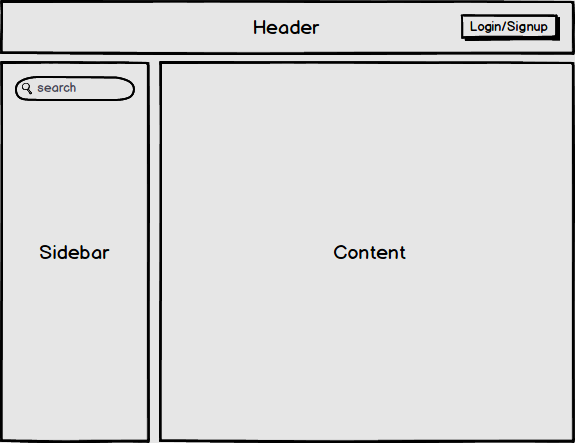 Header
Login/Signup
search
Sidebar
Content